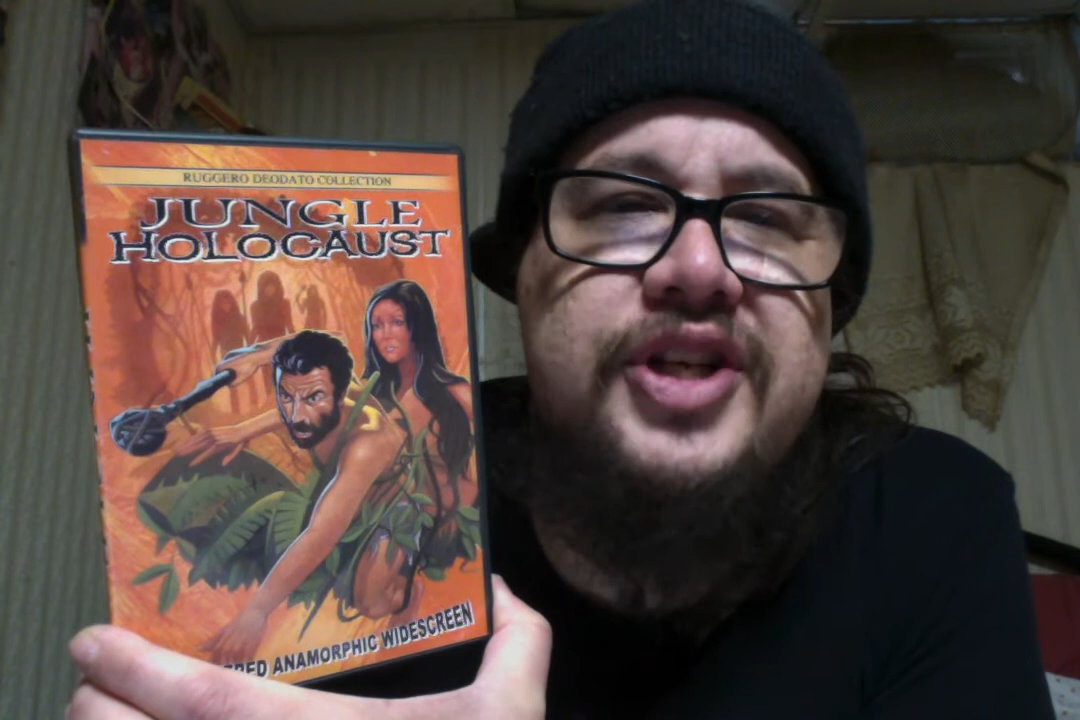 RUGGERO DEODATO COLLECTION
JUNGLE
HOLOCAUST
ANAMORPHIC WIDESCREEN